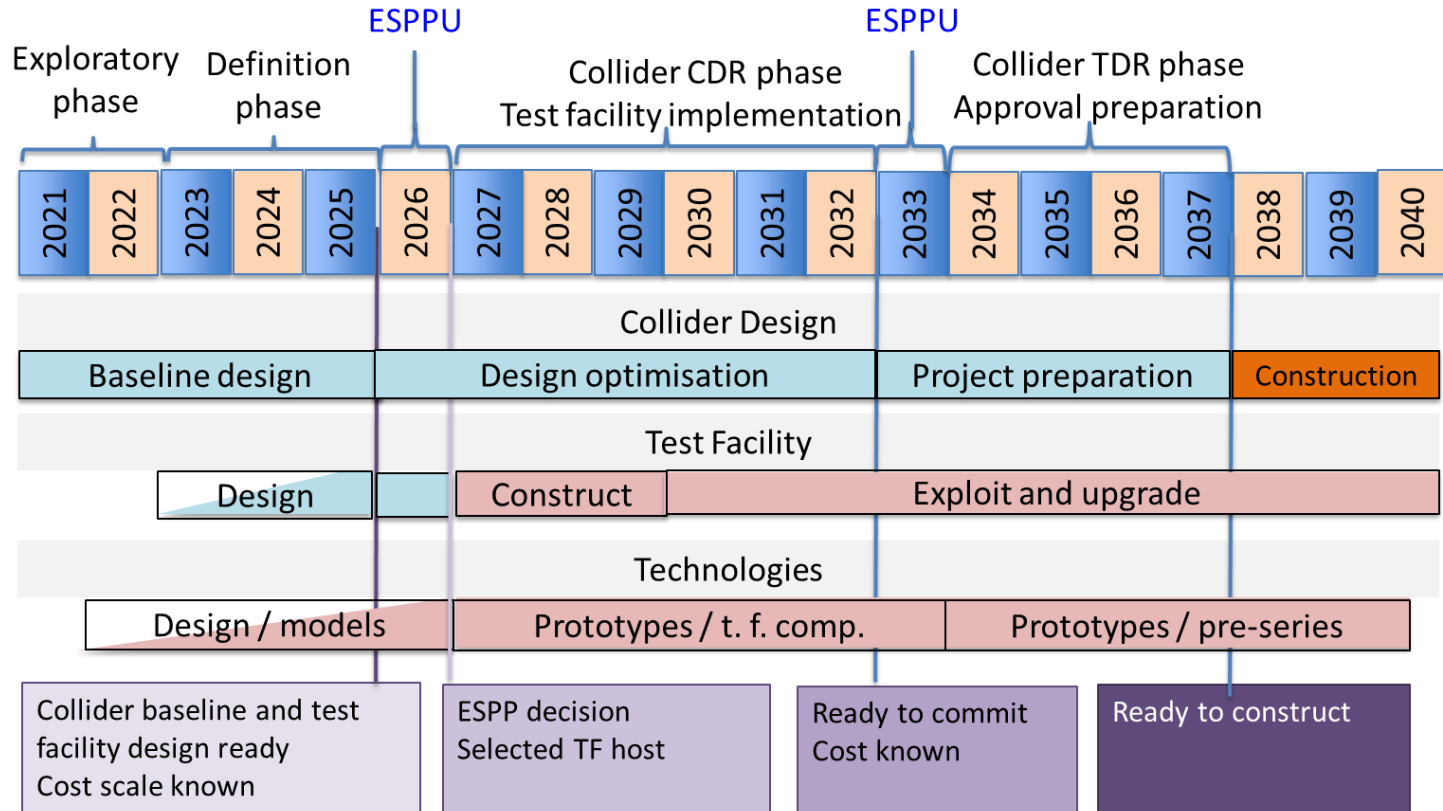 ESPPU
ESPPU
Exploratory
phase
Definition
phase
Collider CDR phase
Test facility implementation
Collider TDR phase
Approval preparation
2021
2022
2023
2024
2025
2026
2027
2028
2029
2030
2031
2032
2033
2034
2035
2036
2037
2038
2039
2040
Collider Design
Baseline design
Design optimisation
Project preparation
Construction
Test Facility
Design
Construct
Exploit and upgrade
Technologies
Design / models
Prototypes / t. f. comp.
Prototypes / pre-series
Collider baseline and test
facility design ready
Cost scale known
ESPP decision
Selected TF host
Ready to commit
Cost known
Ready to construct